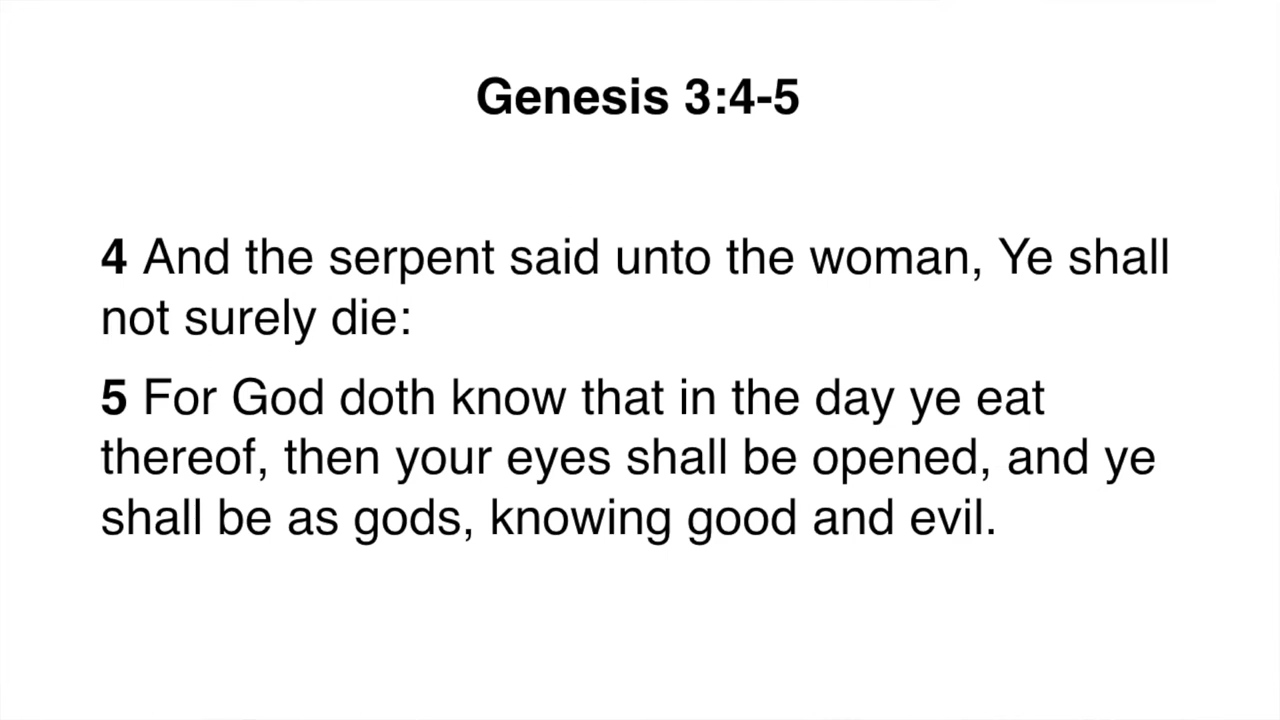 Genesis 3:4-5
4 And the serpent said unto the woman, Ye shall
not surely die:
5 For God doth know that in the day ye eat
thereof, then your eyes shall be opened, and ye
shall be as gods, knowing good and evil.